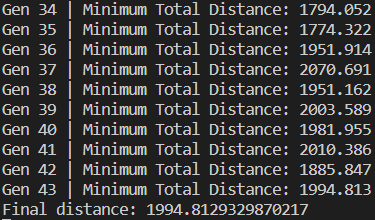 Gen 34 | Minimum Total Distance: 1794.052
Gen 35 | Minimum Total Distance: 1774.322
Gen 36 | Minimum Total Distance: 1951.914
Gen 37 | Minimum Total Distance: 2070.691
Gen 38 | Minimum Total Distance: 1951.162
Gen 39 | Minimum Total Distance: 2003.589
Gen 40 | Minimum Total Distance: 1981.955
Gen 41 | Minimum Total Distance: 2010.386
Gen 42 | Minimum Total Distance: 1885.847
Gen 43 | Minimum Total Distance: 1994.813
Final distance: 1994.8129329870217